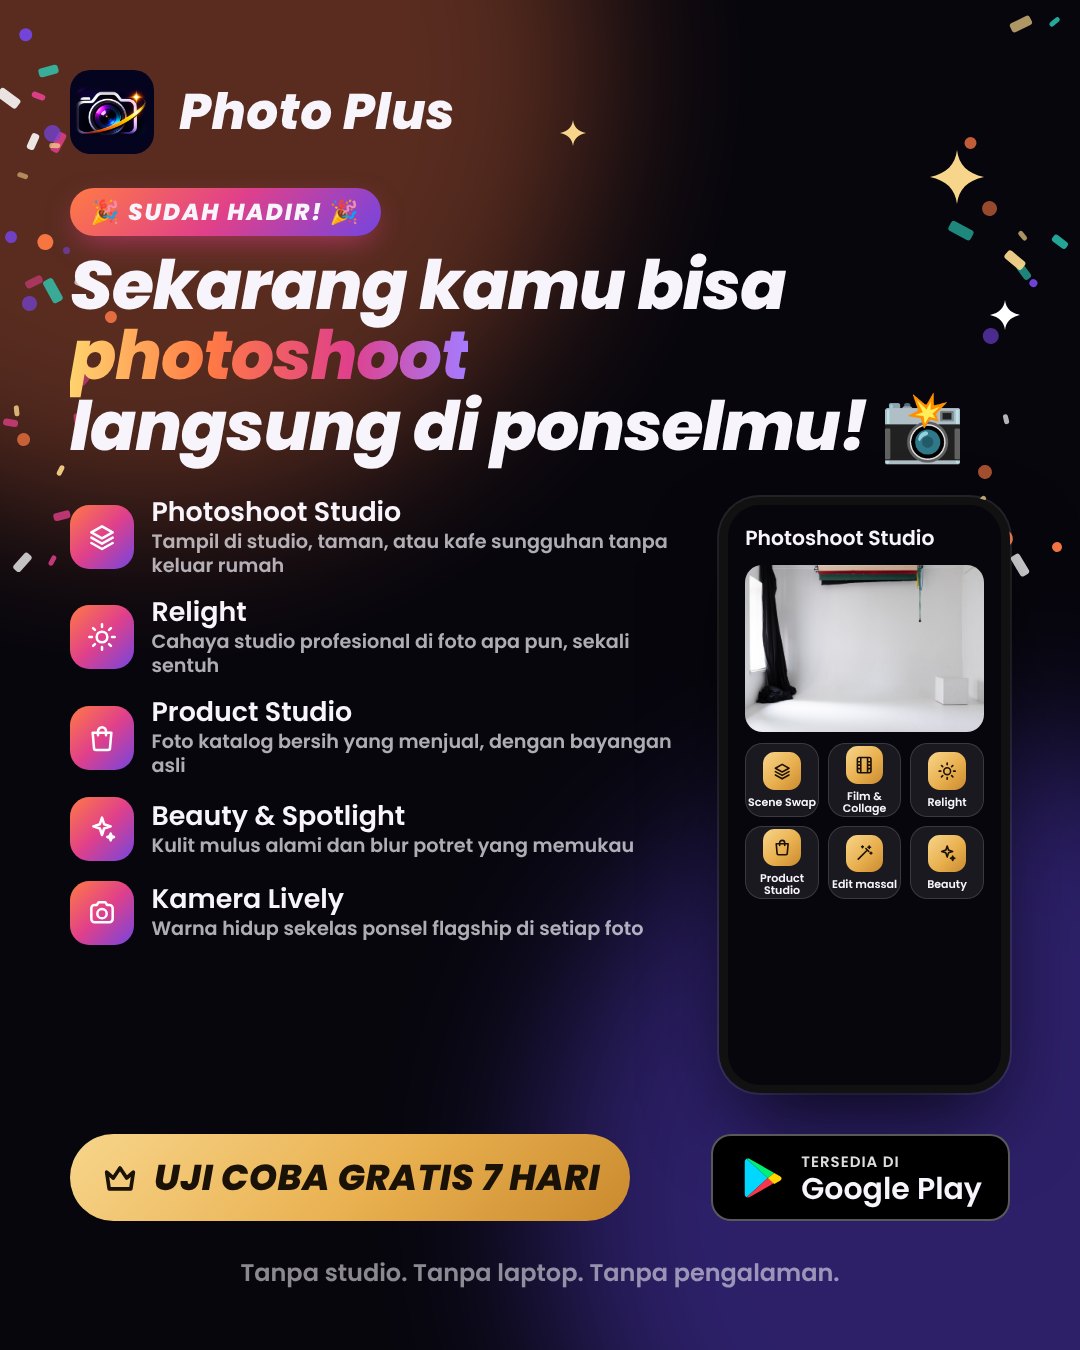 Photo Plus
🎉 SUDAH HADIR! 🎉
Sekarang kamu bisa
photoshoot
langsung di ponselmu! 📸
Photoshoot Studio
Tampil di studio, taman, atau kafe sungguhan tanpa
keluar rumah
Relight
Cahaya studio profesional di foto apa pun, sekali
sentuh
Product Studio
Foto katalog bersih yang menjual, dengan bayangan
asli
Beauty & Spotlight
Kulit mulus alami dan blur potret yang memukau
Kamera Lively
Warna hidup sekelas ponsel flagship di setiap foto
Photoshoot Studio
Scene Swap
Film &
Collage
Relight
Product
Studio
Edit massal
Beauty
UJI COBA GRATIS 7 HARI
TERSEDIA DI
Google Play
Tanpa studio. Tanpa laptop. Tanpa pengalaman.